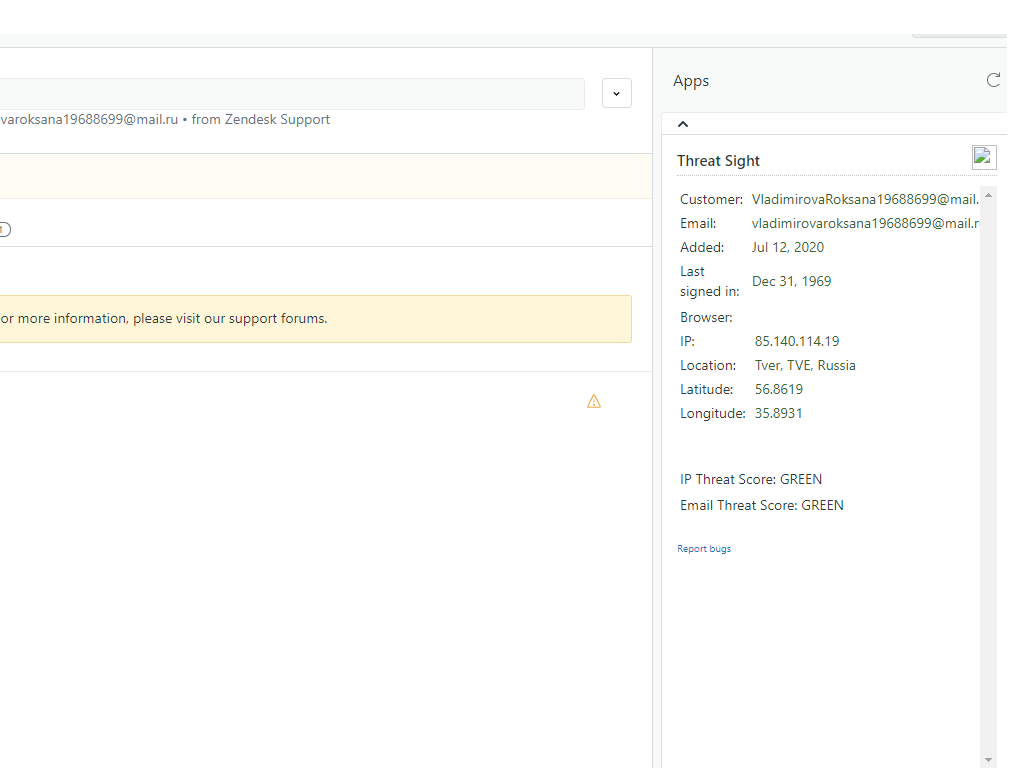 Apps
varoksana19688699@mail.ru • from Zendesk Support
Threat Sight
Customer: VladimirovaRoksana19688699@mail.
Email: vladimirovaroksana19688699@mail.r
Added: Jul 12, 2020
Last signed in: Dec 31, 1969
or more information, please visit our support forums.
Browser:
IP: 85.140.114.19
Location: Tver, TVE, Russia
Latitude: 56.8619
Longitude: 35.8931
IP Threat Score: GREEN
Email Threat Score: GREEN
Report bugs